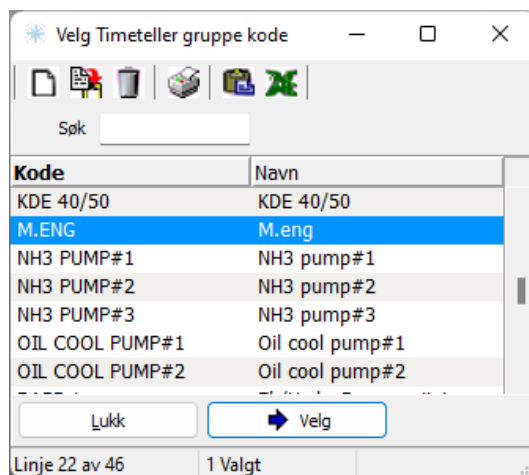 Velg Timeteller gruppe kode
Søk
Kode Navn
KDE 40/50 KDE 40/50
M.ENG M.eng
NH3 PUMP#1 NH3 pump#1
NH3 PUMP#2 NH3 pump#2
NH3 PUMP#3 NH3 pump#3
OIL COOL PUMP#1 Oil cool pump#1
OIL COOL PUMP#2 Oil cool pump#2
Lukk Velg
Linje 22 av 46 1 Valgt